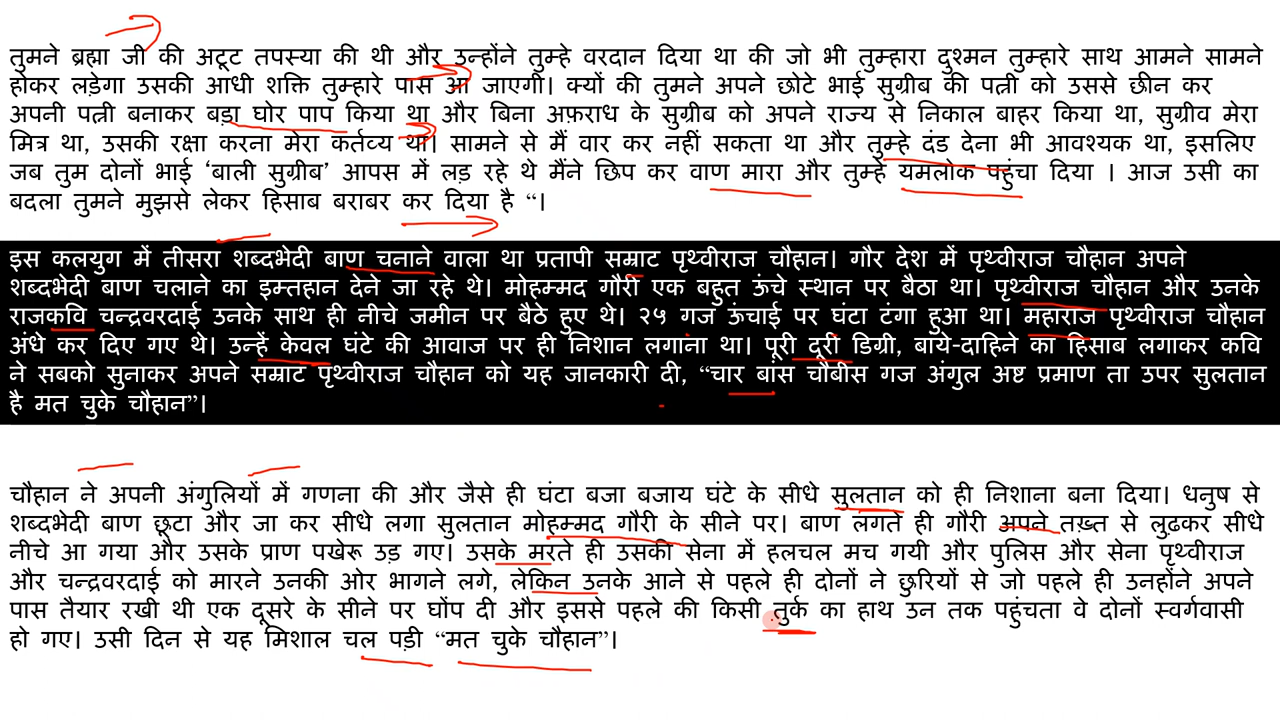 तुमने ब्रह्मा जी की अटूट तपस्या की थी और उन्होंने तुम्हे वरदान दिया था की जो भी तुम्हारा दुश्मन तुम्हारे साथ आमने सामने
होकर लड़ेगा उसकी आधी शक्ति तुम्हारे पास आ जाएगी। क्यों की तुमने अपने छोटे भाई सुग्रीब की पत्नी को उससे छीन कर
अपनी पत्नी बनाकर बड़ा घोर पाप किया था और बिना अफ़राध के सुग्रीब को अपने राज्य से निकाल बाहर किया था, सुग्रीव मेरा
मित्र था, उसकी रक्षा करना मेरा कर्तव्य था। सामने से मैं वार कर नहीं सकता था और तुम्हे दंड देना भी आवश्यक था, इसलिए
जब तुम दोनों भाई ‘बाली सुग्रीब’ आपस में लड़ रहे थे मैंने छिप कर वाण मारा और तुम्हे यमलोक पहुंचा दिया । आज उसी का
बदला तुमने मुझसे लेकर हिसाब बराबर कर दिया है “।
इस कलयुग में तीसरा शब्दभेदी बाण चनाने वाला था प्रतापी सम्राट पृथ्वीराज चौहान। गौर देश में पृथ्वीराज चौहान अपने
शब्दभेदी बाण चलाने का इम्तहान देने जा रहे थे। मोहम्मद गौरी एक बहुत ऊंचे स्थान पर बैठा था। पृथ्वीराज चौहान और उनके
राजकवि चन्द्रवरदाई उनके साथ ही नीचे जमीन पर बैठे हुए थे। २५ गज ऊंचाई पर घंटा टंगा हुआ था। महाराज पृथ्वीराज चौहान
अंधे कर दिए गए थे। उन्हें केवल घंटे की आवाज पर ही निशान लगाना था। पूरी दूरी डिग्री, बाये-दाहिने का हिसाब लगाकर कवि
ने सबको सुनाकर अपने सम्राट पृथ्वीराज चौहान को यह जानकारी दी, “चार बांस चौबीस गज अंगुल अष्ट प्रमाण ता उपर सुलतान
है मत चुके चौहान”।
चौहान ने अपनी अंगुलियों में गणना की और जैसे ही घंटा बजा बजाय घंटे के सीधे सुलतान को ही निशाना बना दिया। धनुष से
शब्दभेदी बाण छूटा और जा कर सीधे लगा सुलतान मोहम्मद गौरी के सीने पर। बाण लगते ही गौरी अपने तख़्त से लुढकर सीधे
नीचे आ गया और उसके प्राण पखेरू उड़ गए। उसके मरते ही उसकी सेना में हलचल मच गयी और पुलिस और सेना पृथ्वीराज
और चन्द्रवरदाई को मारने उनकी ओर भागने लगे, लेकिन उनके आने से पहले ही दोनों ने छुरियों से जो पहले ही उनहोंने अपने
पास तैयार रखी थी एक दूसरे के सीने पर घोंप दी और इससे पहले की किसी तुर्क का हाथ उन तक पहुंचता वे दोनों स्वर्गवासी
हो गए। उसी दिन से यह मिशाल चल पड़ी “मत चुके चौहान”।